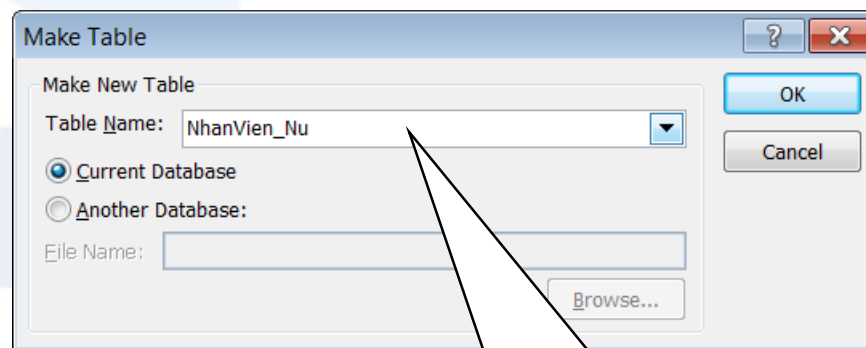 Make Table
Make New Table
Table Name: NhanVien_Nu
Current Database
Another Database:
File Name:
Browse...
OK
Cancel